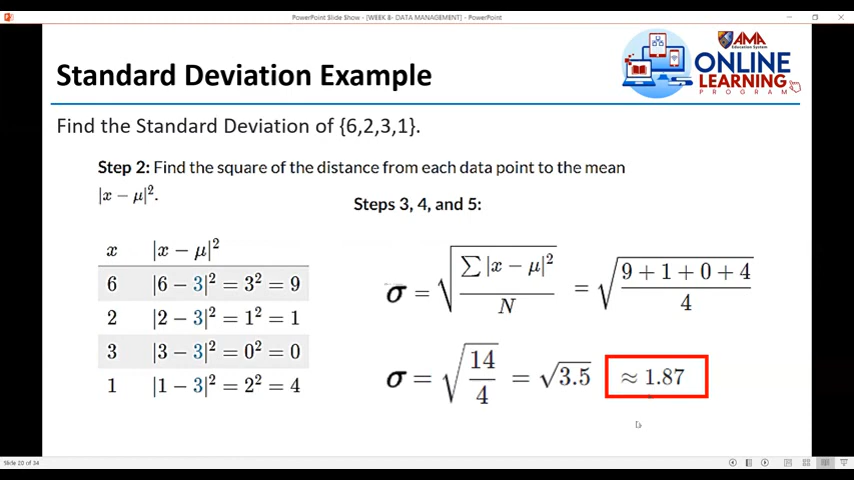 PowerPoint Slide Show - [WEEK 8- DATA MANAGEMENT] - PowerPoint
AMA
Education System
ONLINE
LEARNING
PROGRAM
Standard Deviation Example
Find the Standard Deviation of {6,2,3,1}.
Step 2: Find the square of the distance from each data point to the mean
|x − μ|².
Steps 3, 4, and 5:
x |x − μ|²
6 |6 − 3|² = 3² = 9
2 |2 − 3|² = 1² = 1
3 |3 − 3|² = 0² = 0
1 |1 − 3|² = 2² = 4
σ = √(∑|x − μ|² / N) = √((9 + 1 + 0 + 4) / 4)
σ = √(14 / 4) = √3.5 ≈ 1.87
Slide 20 of 34